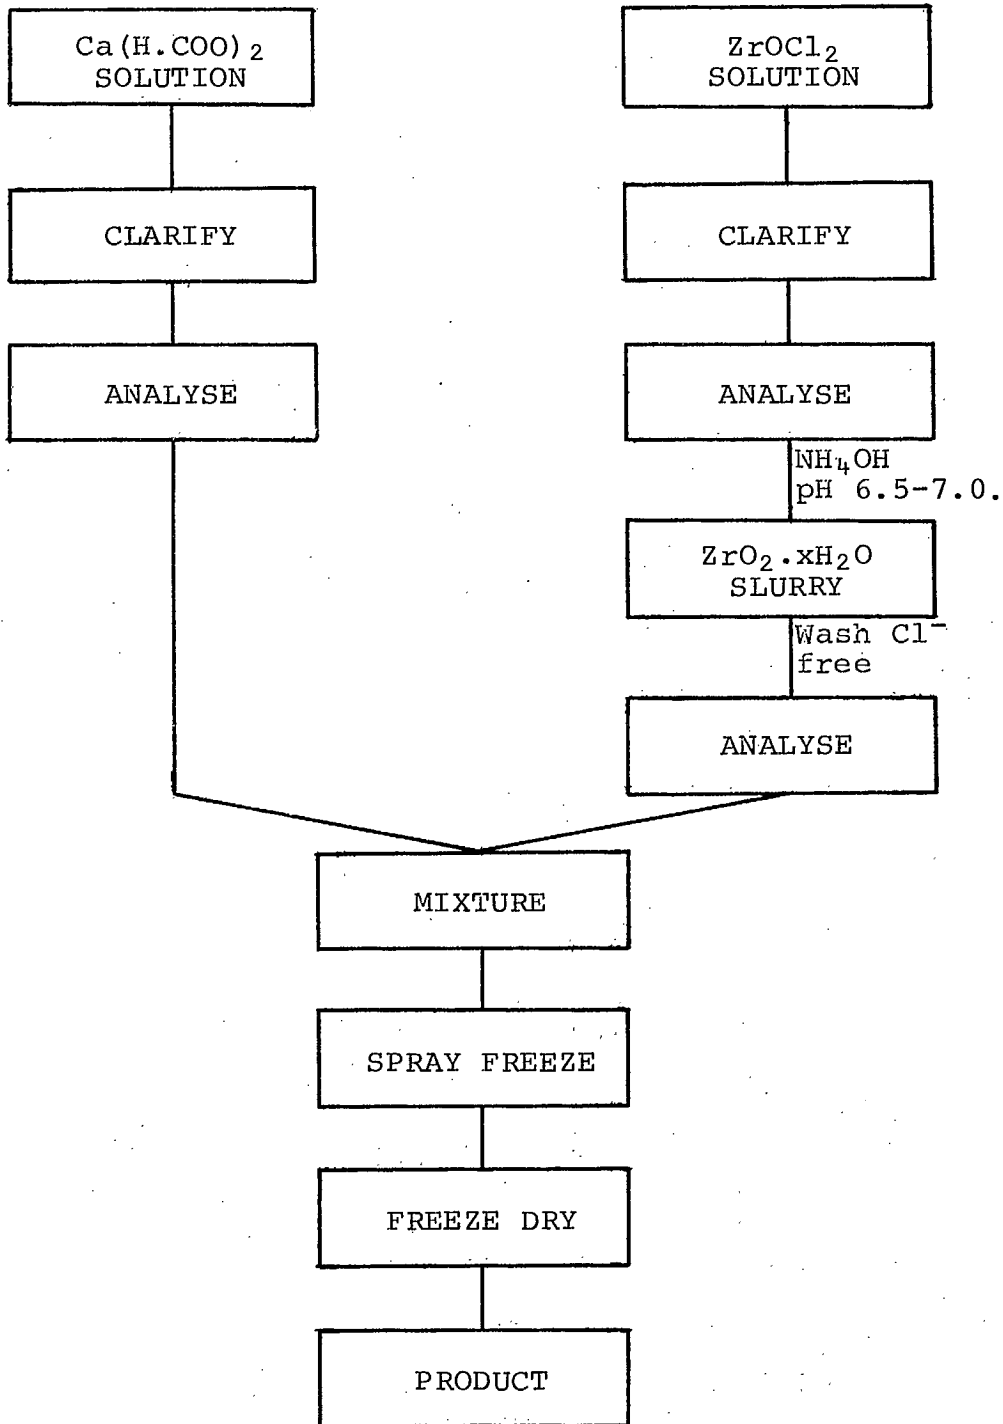 Ca(H.COO)₂
SOLUTION
CLARIFY
ANALYSE
ZrOCl₂
SOLUTION
CLARIFY
ANALYSE
NH₄OH
pH 6.5-7.0.
ZrO₂.xH₂O
SLURRY
Wash Cl⁻
free
ANALYSE
MIXTURE
SPRAY FREEZE
FREEZE DRY
PRODUCT